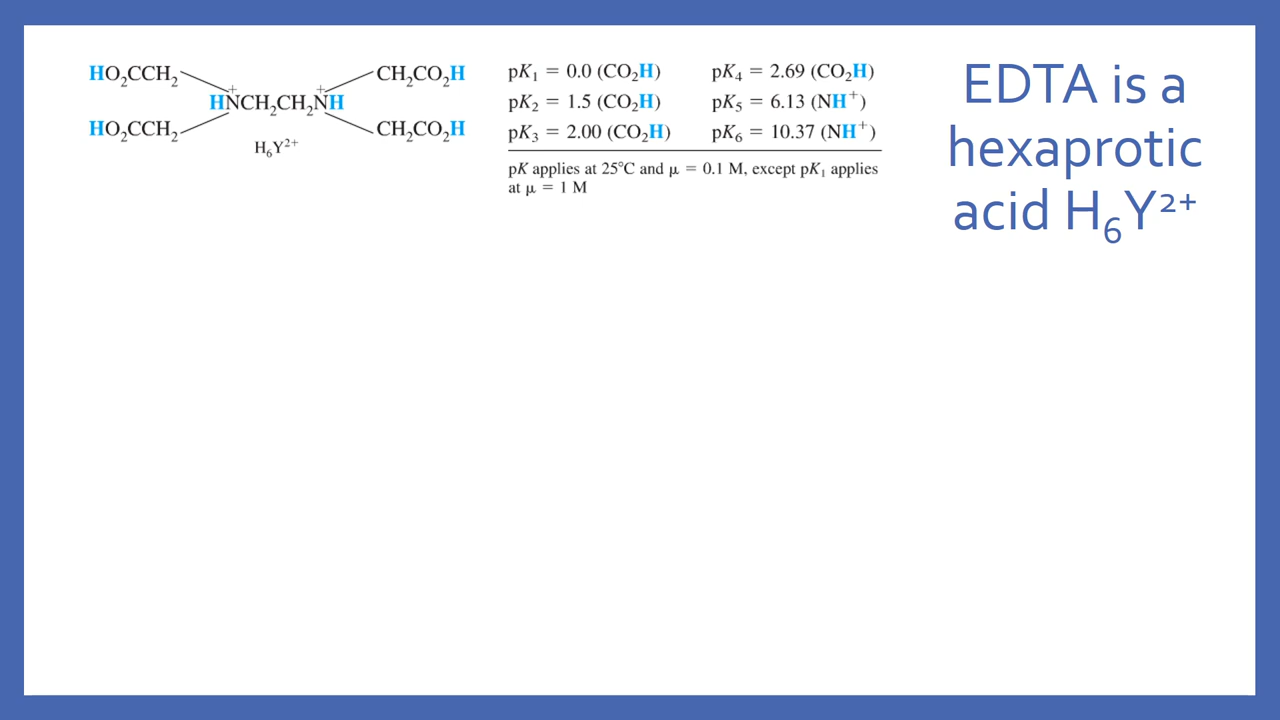 HO₂CCH₂ CH₂CO₂H
HNCH₂CH₂NH
+ +
HO₂CCH₂ CH₂CO₂H
H₆Y²⁺
pK₁ = 0.0 (CO₂H) pK₄ = 2.69 (CO₂H)
pK₂ = 1.5 (CO₂H) pK₅ = 6.13 (NH⁺)
pK₃ = 2.00 (CO₂H) pK₆ = 10.37 (NH⁺)
pK applies at 25°C and μ = 0.1 M, except pK₁ applies
at μ = 1 M
EDTA is a
hexaprotic
acid H₆Y²⁺